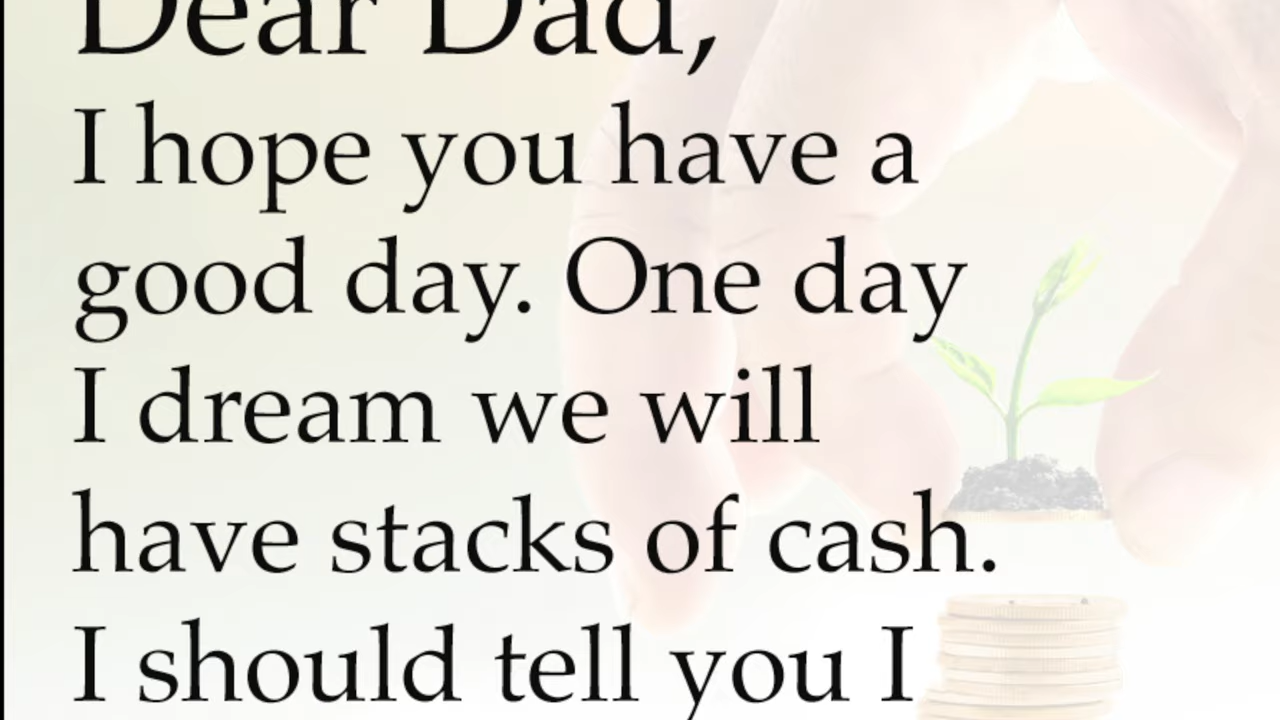 Dear Dad,
I hope you have a
good day. One day
I dream we will
have stacks of cash.
I should tell you I